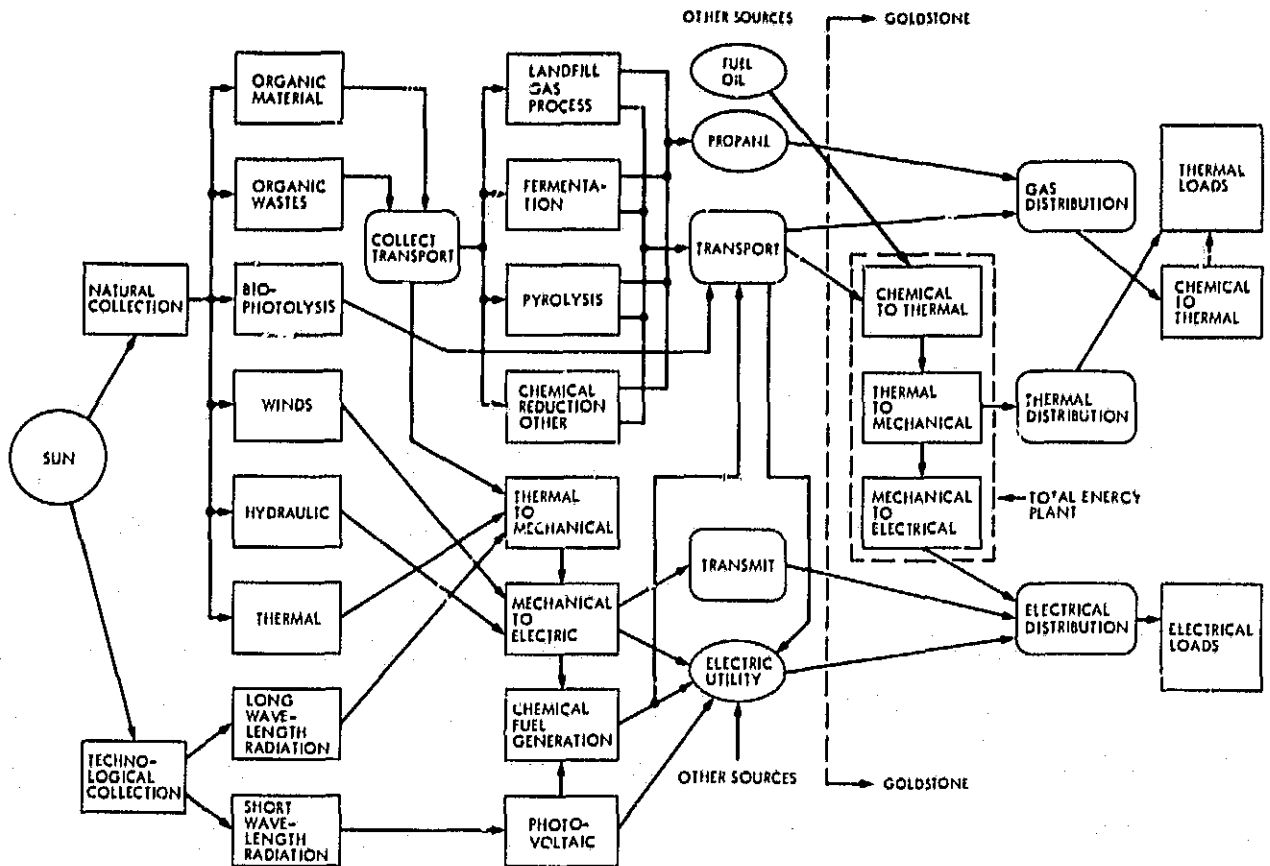 OTHER SOURCES
GOLDSTONE
ORGANIC
MATERIAL
LANDFILL
GAS
PROCESS
FUEL
OIL
PROPANE
THERMAL
LOADS
ORGANIC
WASTES
FERMENTA-
TION
GAS
DISTRIBUTION
COLLECT
TRANSPORT
TRANSPORT
NATURAL
COLLECTION
BIO-
PHOTOLYSIS
PYROLYSIS
CHEMICAL
TO THERMAL
CHEMICAL
TO
THERMAL
WINDS
CHEMICAL
REDUCTION
OTHER
THERMAL
TO
MECHANICAL
THERMAL
DISTRIBUTION
SUN
HYDRAULIC
THERMAL
TO
MECHANICAL
MECHANICAL
TO
ELECTRICAL
TOTAL ENERGY
PLANT
THERMAL
MECHANICAL
TO
ELECTRIC
TRANSMIT
ELECTRICAL
DISTRIBUTION
ELECTRICAL
LOADS
LONG
WAVE-
LENGTH
RADIATION
CHEMICAL
FUEL
GENERATION
ELECTRIC
UTILITY
TECHNO-
LOGICAL
COLLECTION
OTHER SOURCES
GOLDSTONE
SHORT
WAVE-
LENGTH
RADIATION
PHOTO-
VOLTAIC